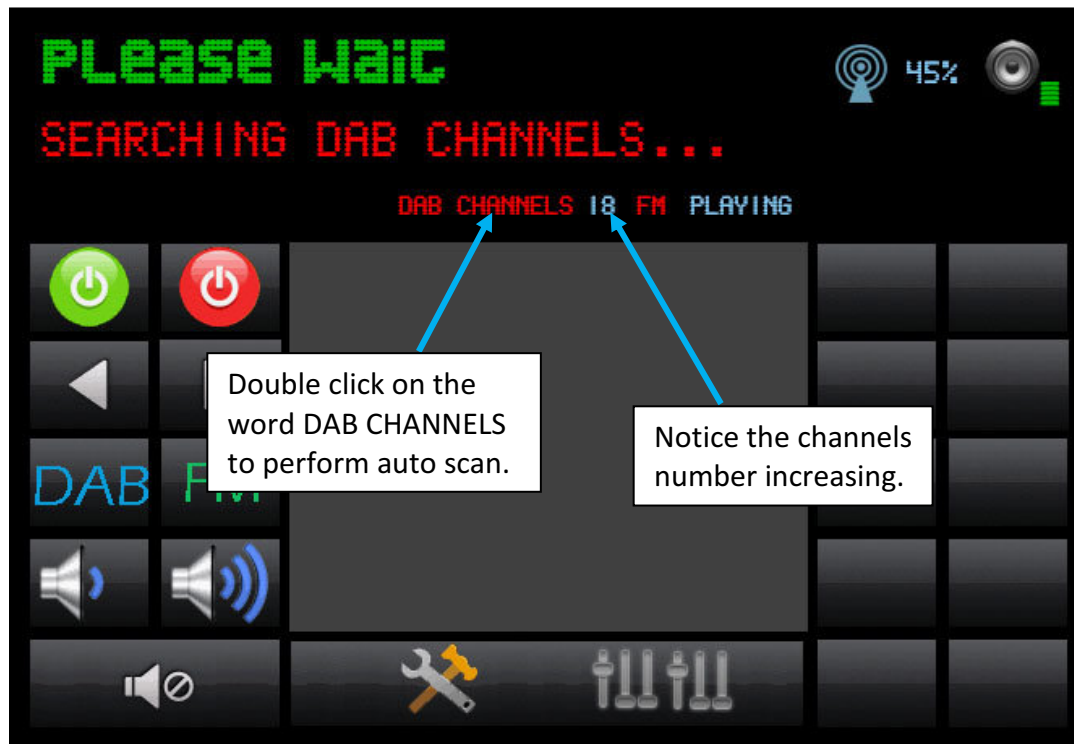 PLease Wait
45%
SEARCHING DAB CHANNELS...
DAB CHANNELS 18 FM PLAYING
Double click on the
word DAB CHANNELS
to perform auto scan.
Notice the channels
number increasing.
DAB FM